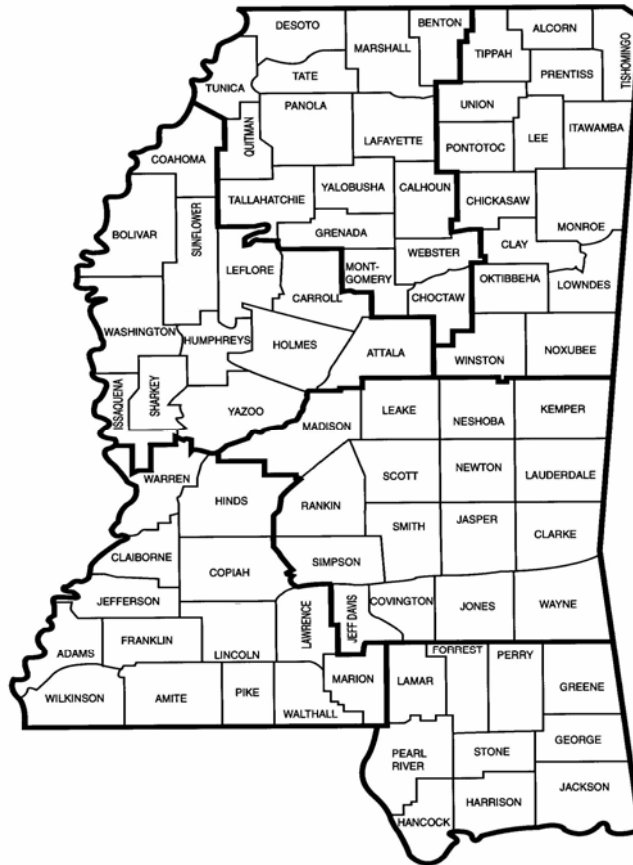 DESOTO
BENTON
ALCORN
TISHOMINGO
MARSHALL
TIPPAH
TUNICA
TATE
PRENTISS
PANOLA
UNION
QUITMAN
LAFAYETTE
LEE
ITAWAMBA
COAHOMA
PONTOTOC
TALLAHATCHIE
YALOBUSHA
CALHOUN
CHICKASAW
BOLIVAR
SUNFLOWER
GRENADA
MONROE
CLAY
LEFLORE
MONT-
GOMERY
WEBSTER
OKTIBBEHA
LOWNDES
CARROLL
CHOCTAW
WASHINGTON
HUMPHREYS
HOLMES
ATTALA
WINSTON
NOXUBEE
ISSAQUENA
SHARKEY
YAZOO
MADISON
LEAKE
NESHOBA
KEMPER
WARREN
HINDS
RANKIN
SCOTT
NEWTON
LAUDERDALE
SMITH
JASPER
CLARKE
CLAIBORNE
COPIAH
SIMPSON
JEFFERSON
LAWRENCE
JEFF DAVIS
COVINGTON
JONES
WAYNE
ADAMS
FRANKLIN
LINCOLN
WILKINSON
AMITE
PIKE
WALTHALL
MARION
LAMAR
FORREST
PERRY
GREENE
PEARL
RIVER
STONE
GEORGE
HANCOCK
HARRISON
JACKSON